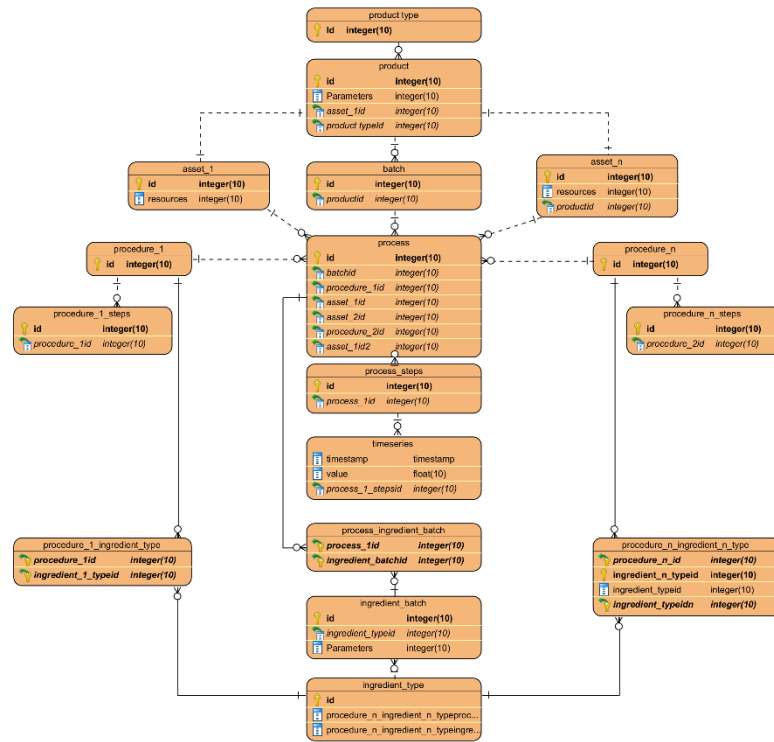 product type
Id integer(10)
product
id integer(10)
Parameters integer(10)
asset_1id integer(10)
product typeId integer(10)
asset_1
id integer(10)
resources integer(10)
batch
id integer(10)
productid integer(10)
asset_n
id integer(10)
resources integer(10)
productid integer(10)
procedure_1
id integer(10)
process
id integer(10)
batchid integer(10)
procedure_1id integer(10)
asset_1id integer(10)
asset_2id integer(10)
procedure_2id integer(10)
asset_1id2 integer(10)
procedure_n
id integer(10)
procedure_1_steps
id integer(10)
procedure_1id integer(10)
procedure_n_steps
id integer(10)
procedure_2id integer(10)
process_steps
id integer(10)
process_1id integer(10)
timeseries
timestamp timestamp
value float(10)
process_1_stepsid integer(10)
procedure_1_ingredient_type
procedure_1id integer(10)
ingredient_1_typeid integer(10)
process_ingredient_batch
process_1id integer(10)
ingredient_batchid integer(10)
procedure_n_ingredient_n_type
procedure_n_id integer(10)
ingredient_n_typeid integer(10)
ingredient_typeid integer(10)
ingredient_typeidn integer(10)
ingredient_batch
id integer(10)
ingredient_typeid integer(10)
Parameters integer(10)
ingredient_type
id
procedure_n_ingredient_n_typeproc...
procedure_n_ingredient_n_typeingre...